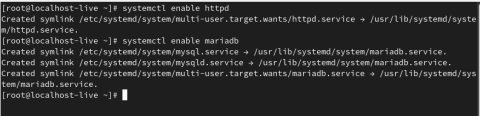 [root@localhost-live ~]# systemctl enable httpd
Created symlink /etc/systemd/system/multi-user.target.wants/httpd.service → /usr/lib/systemd/syste
m/httpd.service.
[root@localhost-live ~]# systemctl enable mariadb
Created symlink /etc/systemd/system/mysql.service → /usr/lib/systemd/system/mariadb.service.
Created symlink /etc/systemd/system/mysqld.service → /usr/lib/systemd/system/mariadb.service.
Created symlink /etc/systemd/system/multi-user.target.wants/mariadb.service → /usr/lib/systemd/sys
tem/mariadb.service.
[root@localhost-live ~]#